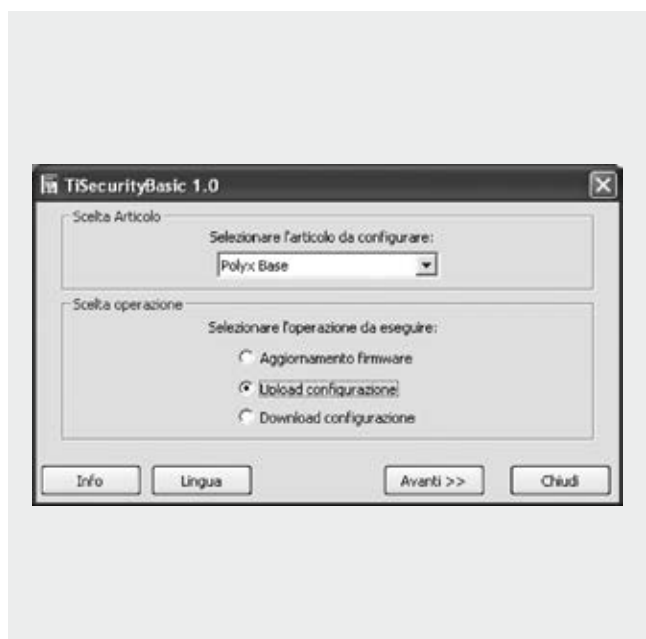 TiSecurityBasic 1.0
Scelta Articolo
Selezionare l'articolo da configurare:
Polyx Base
Scelta operazione
Selezionare l'operazione da eseguire:
Aggiornamento firmware
Upload configurazione
Download configurazione
Info Lingua Avanti >> Chiudi